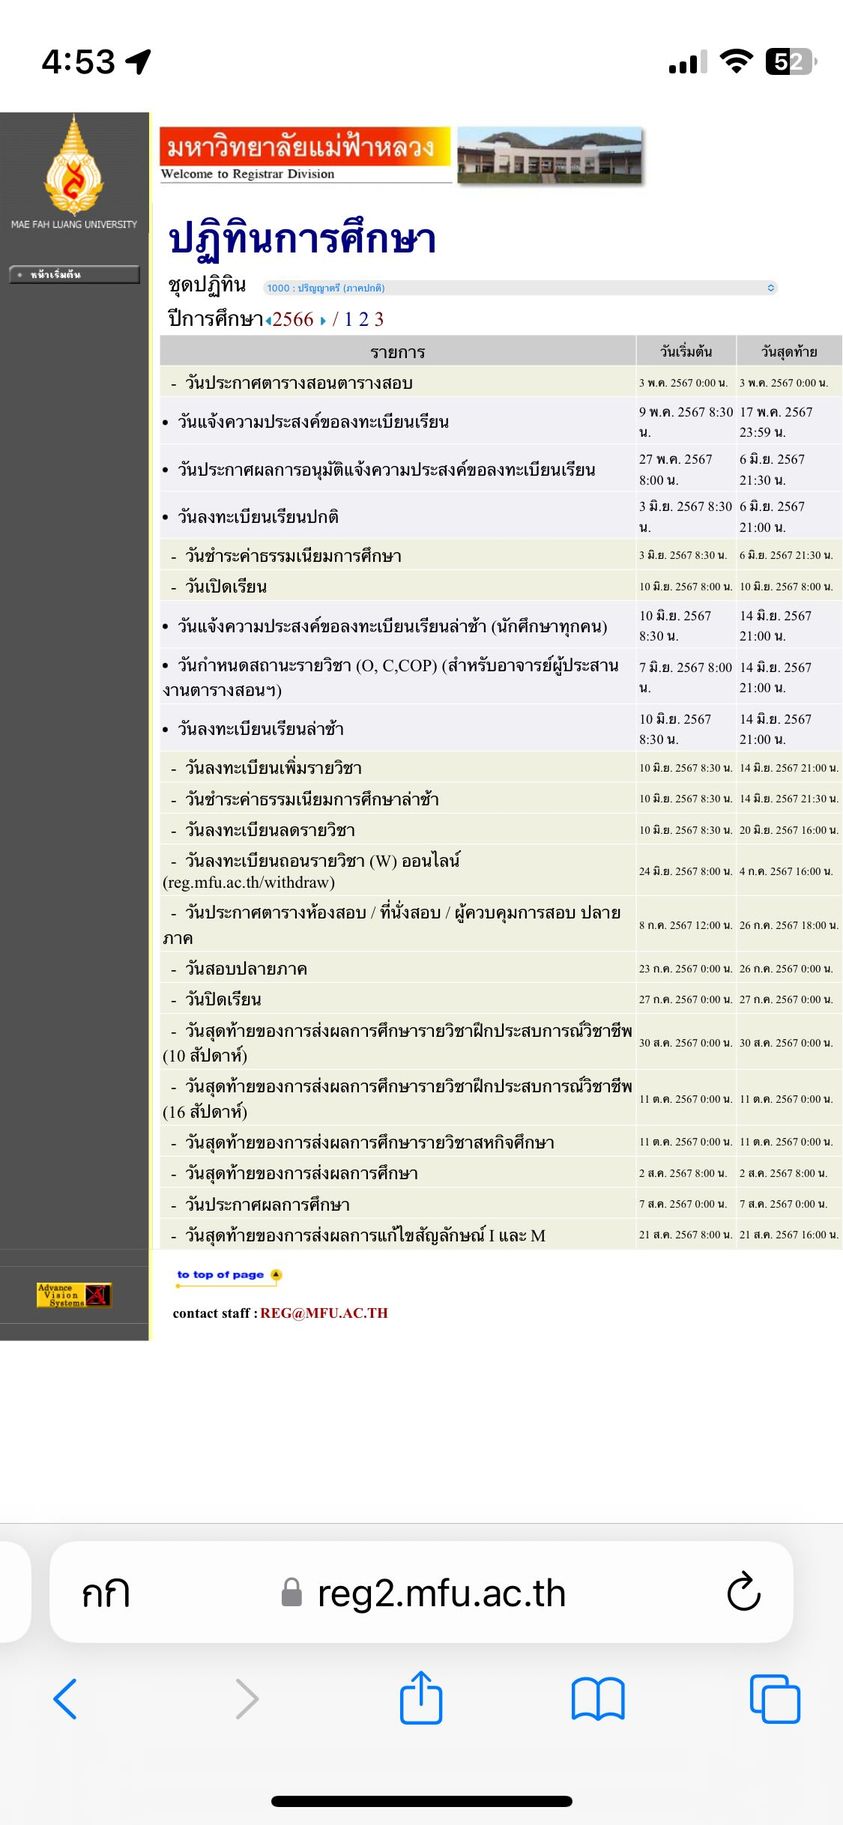 4:53
52
มหาวิทยาลัยแม่ฟ้าหลวง
Welcome to Registrar Division
MAE FAH LUANG UNIVERSITY
หน้าเริ่มต้น
ปฏิทินการศึกษา
ชุดปฏิทิน 1000 : ปริญญาตรี (ภาคปกติ)
ปีการศึกษา 2566 / 1 2 3
รายการ วันเริ่มต้น วันสุดท้าย
- วันประกาศตารางสอนตารางสอบ 3 พ.ค. 2567 0:00 น. 3 พ.ค. 2567 0:00 น.
• วันแจ้งความประสงค์ขอลงทะเบียนเรียน 9 พ.ค. 2567 8:30 น. 17 พ.ค. 2567 23:59 น.
• วันประกาศผลการอนุมัติแจ้งความประสงค์ขอลงทะเบียนเรียน 27 พ.ค. 2567 8:00 น. 6 มิ.ย. 2567 21:30 น.
• วันลงทะเบียนเรียนปกติ 3 มิ.ย. 2567 8:30 น. 6 มิ.ย. 2567 21:00 น.
- วันชำระค่าธรรมเนียมการศึกษา 3 มิ.ย. 2567 8:30 น. 6 มิ.ย. 2567 21:30 น.
- วันเปิดเรียน 10 มิ.ย. 2567 8:00 น. 10 มิ.ย. 2567 8:00 น.
• วันแจ้งความประสงค์ขอลงทะเบียนเรียนล่าช้า (นักศึกษาทุกคน) 10 มิ.ย. 2567 8:30 น. 14 มิ.ย. 2567 21:00 น.
• วันกำหนดสถานะรายวิชา (O, C,COP) (สำหรับอาจารย์ผู้ประสาน
งานตารางสอนฯ) 7 มิ.ย. 2567 8:00 น. 14 มิ.ย. 2567 21:00 น.
• วันลงทะเบียนเรียนล่าช้า 10 มิ.ย. 2567 8:30 น. 14 มิ.ย. 2567 21:00 น.
- วันลงทะเบียนเพิ่มรายวิชา 10 มิ.ย. 2567 8:30 น. 14 มิ.ย. 2567 21:00 น.
- วันชำระค่าธรรมเนียมการศึกษาล่าช้า 10 มิ.ย. 2567 8:30 น. 14 มิ.ย. 2567 21:30 น.
- วันลงทะเบียนลดรายวิชา 10 มิ.ย. 2567 8:30 น. 20 มิ.ย. 2567 16:00 น.
- วันลงทะเบียนถอนรายวิชา (W) ออนไลน์
(reg.mfu.ac.th/withdraw) 24 มิ.ย. 2567 8:00 น. 4 ก.ค. 2567 16:00 น.
- วันประกาศตารางห้องสอบ / ที่นั่งสอบ / ผู้ควบคุมการสอบ ปลาย
ภาค 8 ก.ค. 2567 12:00 น. 26 ก.ค. 2567 18:00 น.
- วันสอบปลายภาค 23 ก.ค. 2567 0:00 น. 26 ก.ค. 2567 0:00 น.
- วันปิดเรียน 27 ก.ค. 2567 0:00 น. 27 ก.ค. 2567 0:00 น.
- วันสุดท้ายของการส่งผลการศึกษารายวิชาฝึกประสบการณ์วิชาชีพ
(10 สัปดาห์) 30 ส.ค. 2567 0:00 น. 30 ส.ค. 2567 0:00 น.
- วันสุดท้ายของการส่งผลการศึกษารายวิชาฝึกประสบการณ์วิชาชีพ
(16 สัปดาห์) 11 ต.ค. 2567 0:00 น. 11 ต.ค. 2567 0:00 น.
- วันสุดท้ายของการส่งผลการศึกษารายวิชาสหกิจศึกษา 11 ต.ค. 2567 0:00 น. 11 ต.ค. 2567 0:00 น.
- วันสุดท้ายของการส่งผลการศึกษา 2 ส.ค. 2567 8:00 น. 2 ส.ค. 2567 8:00 น.
- วันประกาศผลการศึกษา 7 ส.ค. 2567 0:00 น. 7 ส.ค. 2567 0:00 น.
- วันสุดท้ายของการส่งผลการแก้ไขสัญลักษณ์ I และ M 21 ส.ค. 2567 8:00 น. 21 ส.ค. 2567 16:00 น.
to top of page
Advance
Vision
Systems
contact staff : REG@MFU.AC.TH
กก reg2.mfu.ac.th